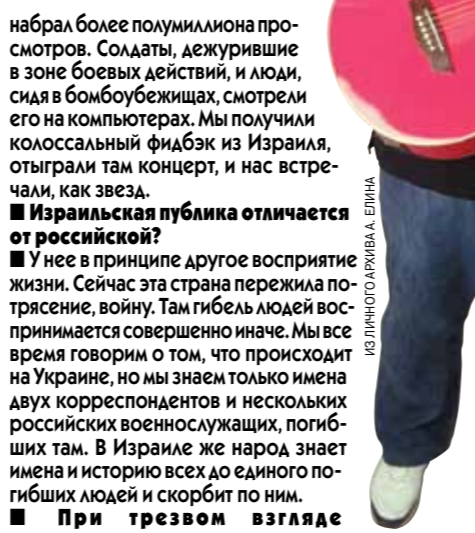 набрал более полумиллиона про-
смотров. Солдаты, дежурившие
в зоне боевых действий, и люди,
сидя в бомбоубежищах, смотрели
его на компьютерах. Мы получили
колоссальный фидбэк из Израиля,
отыграли там концерт, и нас встре-
чали, как звезд.
■ Израильская публика отличается
от российской?
■ У нее в принципе другое восприятие
жизни. Сейчас эта страна пережила по-
трясение, войну. Там гибель людей вос-
принимается совершенно иначе. Мы все
время говорим о том, что происходит
на Украине, но мы знаем только имена
двух корреспондентов и нескольких
российских военнослужащих, погиб-
ших там. В Израиле же народ знает
имена и историю всех до единого по-
гибших людей и скорбит по ним.
■ При трезвом взгляде
ИЗ ЛИЧНОГО АРХИВА А. ЕЛИНА